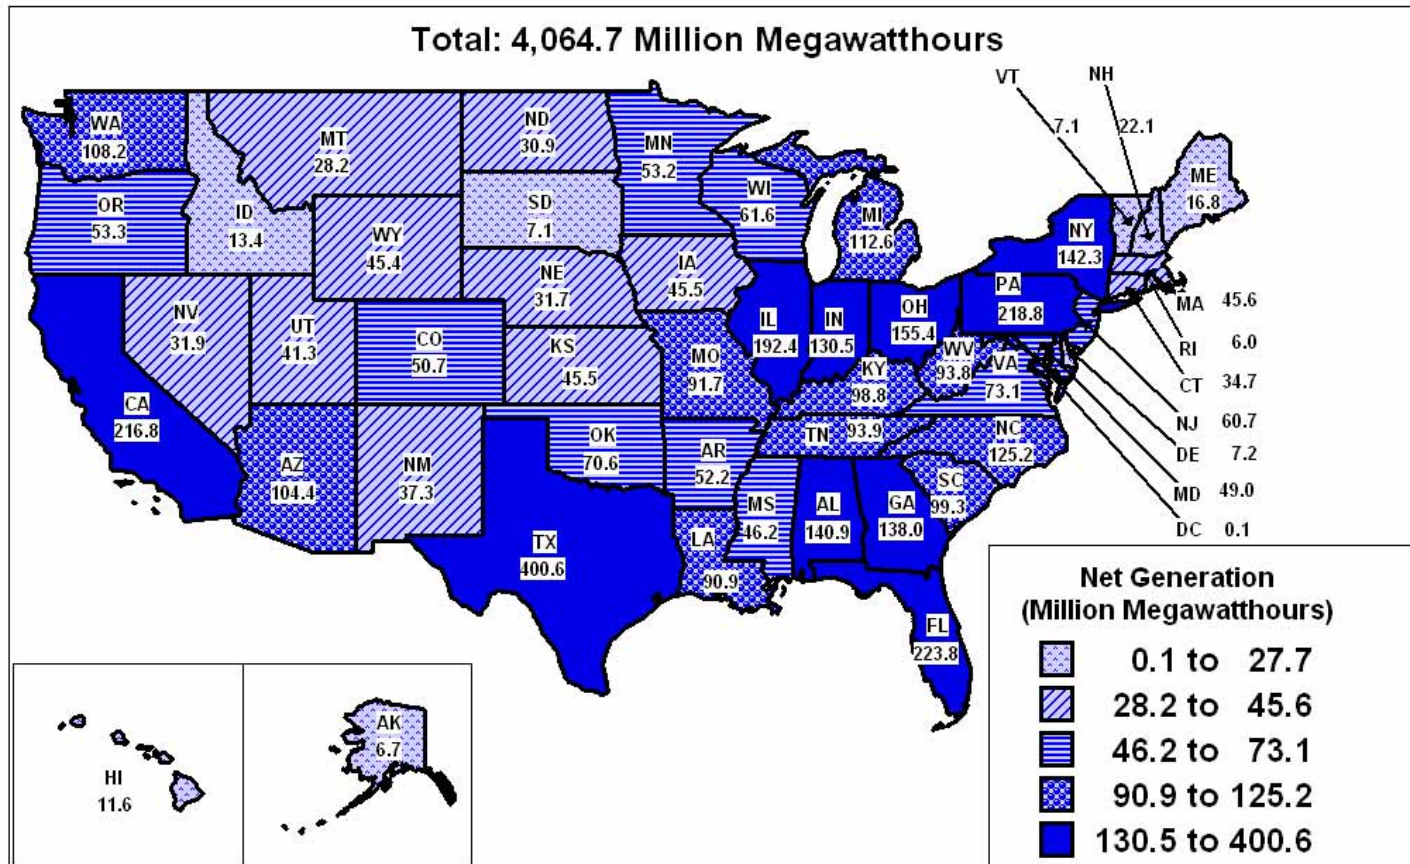 Total: 4,064.7 Million Megawatthours
VT
NH
7.1
22.1
WA
108.2
MT
28.2
ND
30.9
MN
53.2
ME
16.8
OR
53.3
ID
13.4
SD
7.1
WI
61.6
MI
112.6
WY
45.4
NY
142.3
NE
31.7
IA
45.5
NV
31.9
UT
41.3
CO
50.7
KS
45.5
MO
91.7
IL
192.4
IN
130.5
OH
155.4
PA
218.8
WV
93.8
VA
73.1
KY
98.8
MA 45.6
RI 6.0
CT 34.7
NJ 60.7
DE 7.2
MD 49.0
DC 0.1
CA
216.8
AZ
104.4
NM
37.3
OK
70.6
AR
52.2
TN 93.9
NC
125.2
SC
99.3
MS
46.2
AL
140.9
GA
138.0
TX
400.6
LA
90.9
FL
223.8
HI
11.6
AK
6.7
Net Generation
(Million Megawatthours)
0.1 to 27.7
28.2 to 45.6
46.2 to 73.1
90.9 to 125.2
130.5 to 400.6